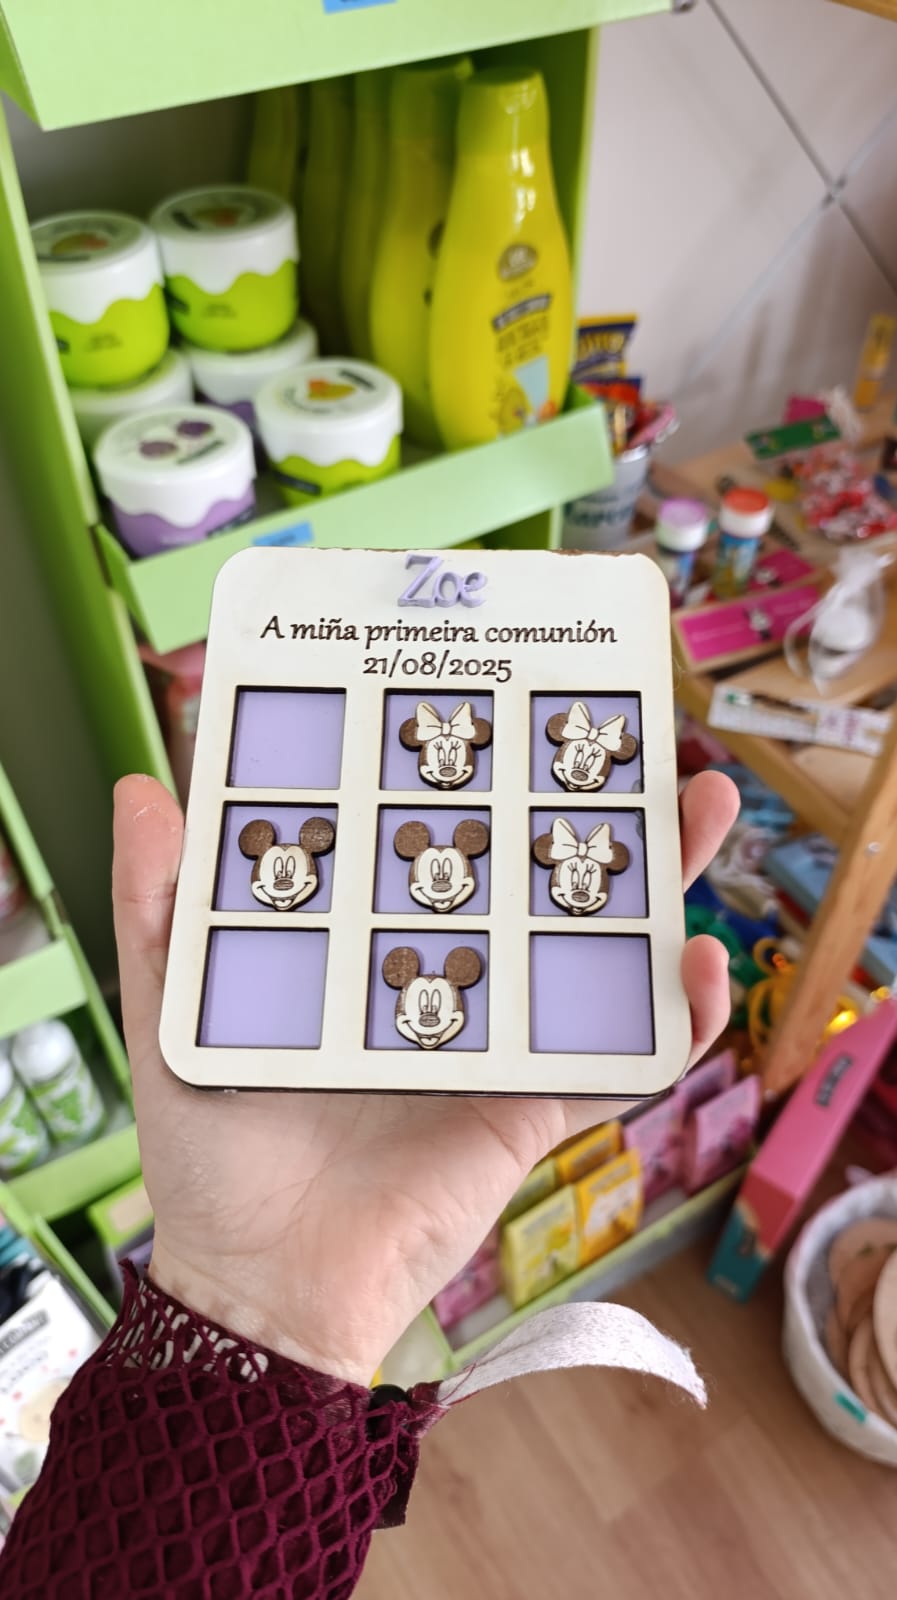 Zoe
A miña primeira comunión
21/08/2025